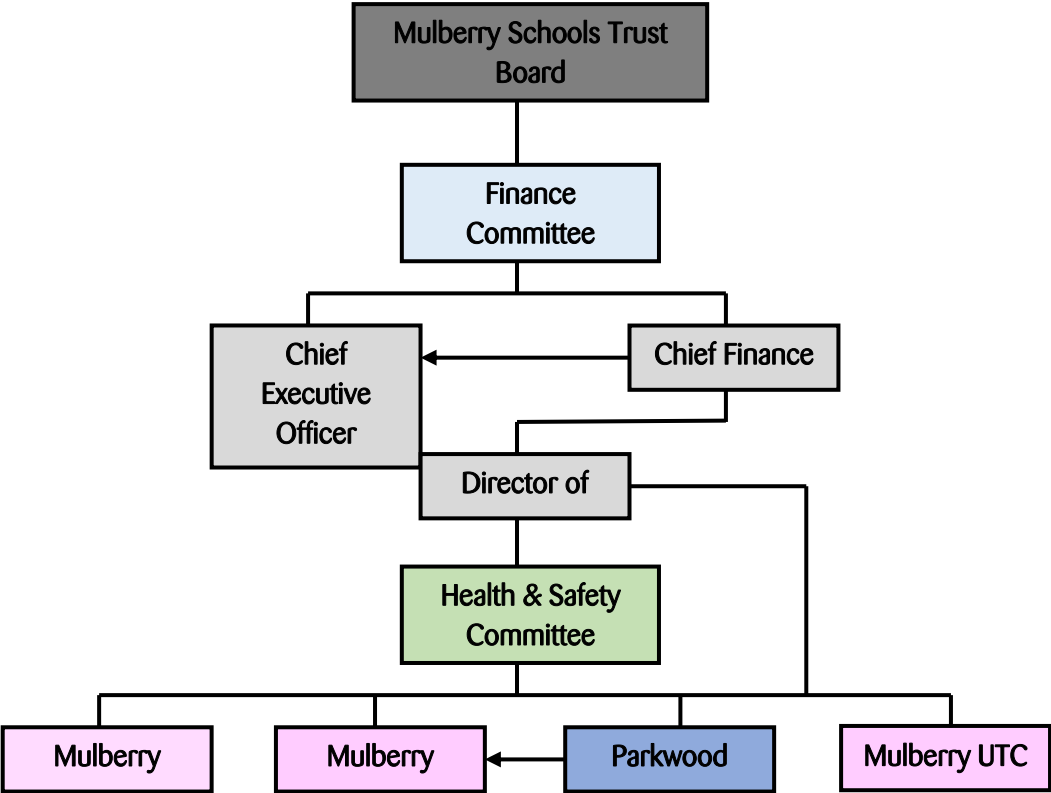 Mulberry Schools Trust
Board
Finance
Committee
Chief
Executive
Officer
Chief Finance
Director of
Health & Safety
Committee
Mulberry
Mulberry
Parkwood
Mulberry UTC